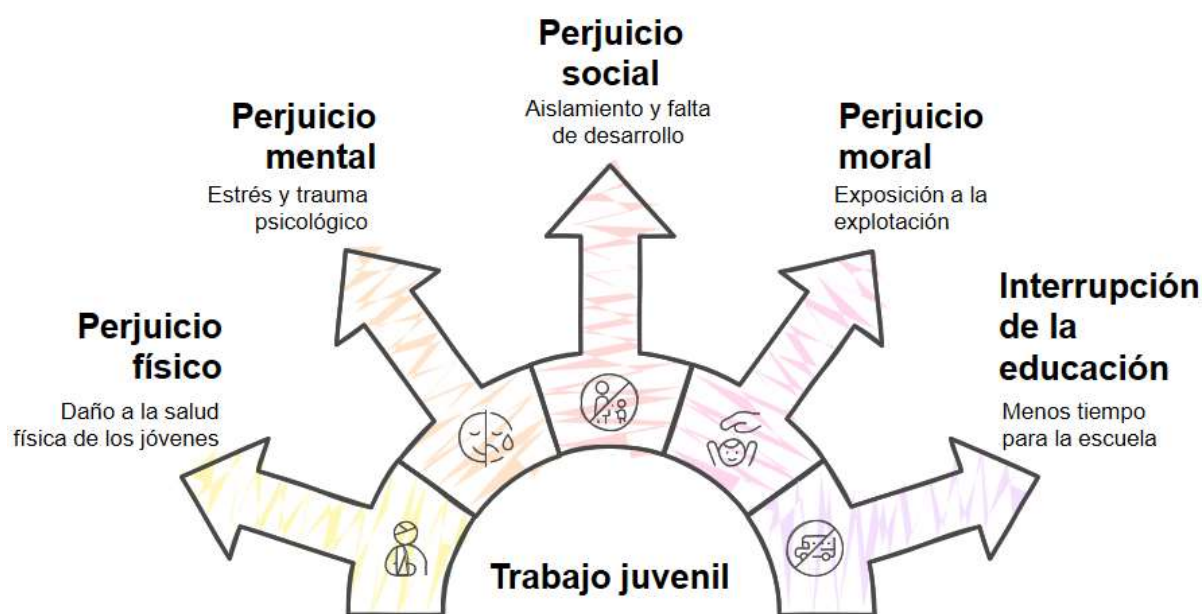 Perjuicio
físico
Daño a la salud
física de los jóvenes
Perjuicio
mental
Estrés y trauma
psicológico
Perjuicio
social
Aislamiento y falta
de desarrollo
Perjuicio
moral
Exposición a la
explotación
Interrupción
de la
educación
Menos tiempo
para la escuela
Trabajo juvenil